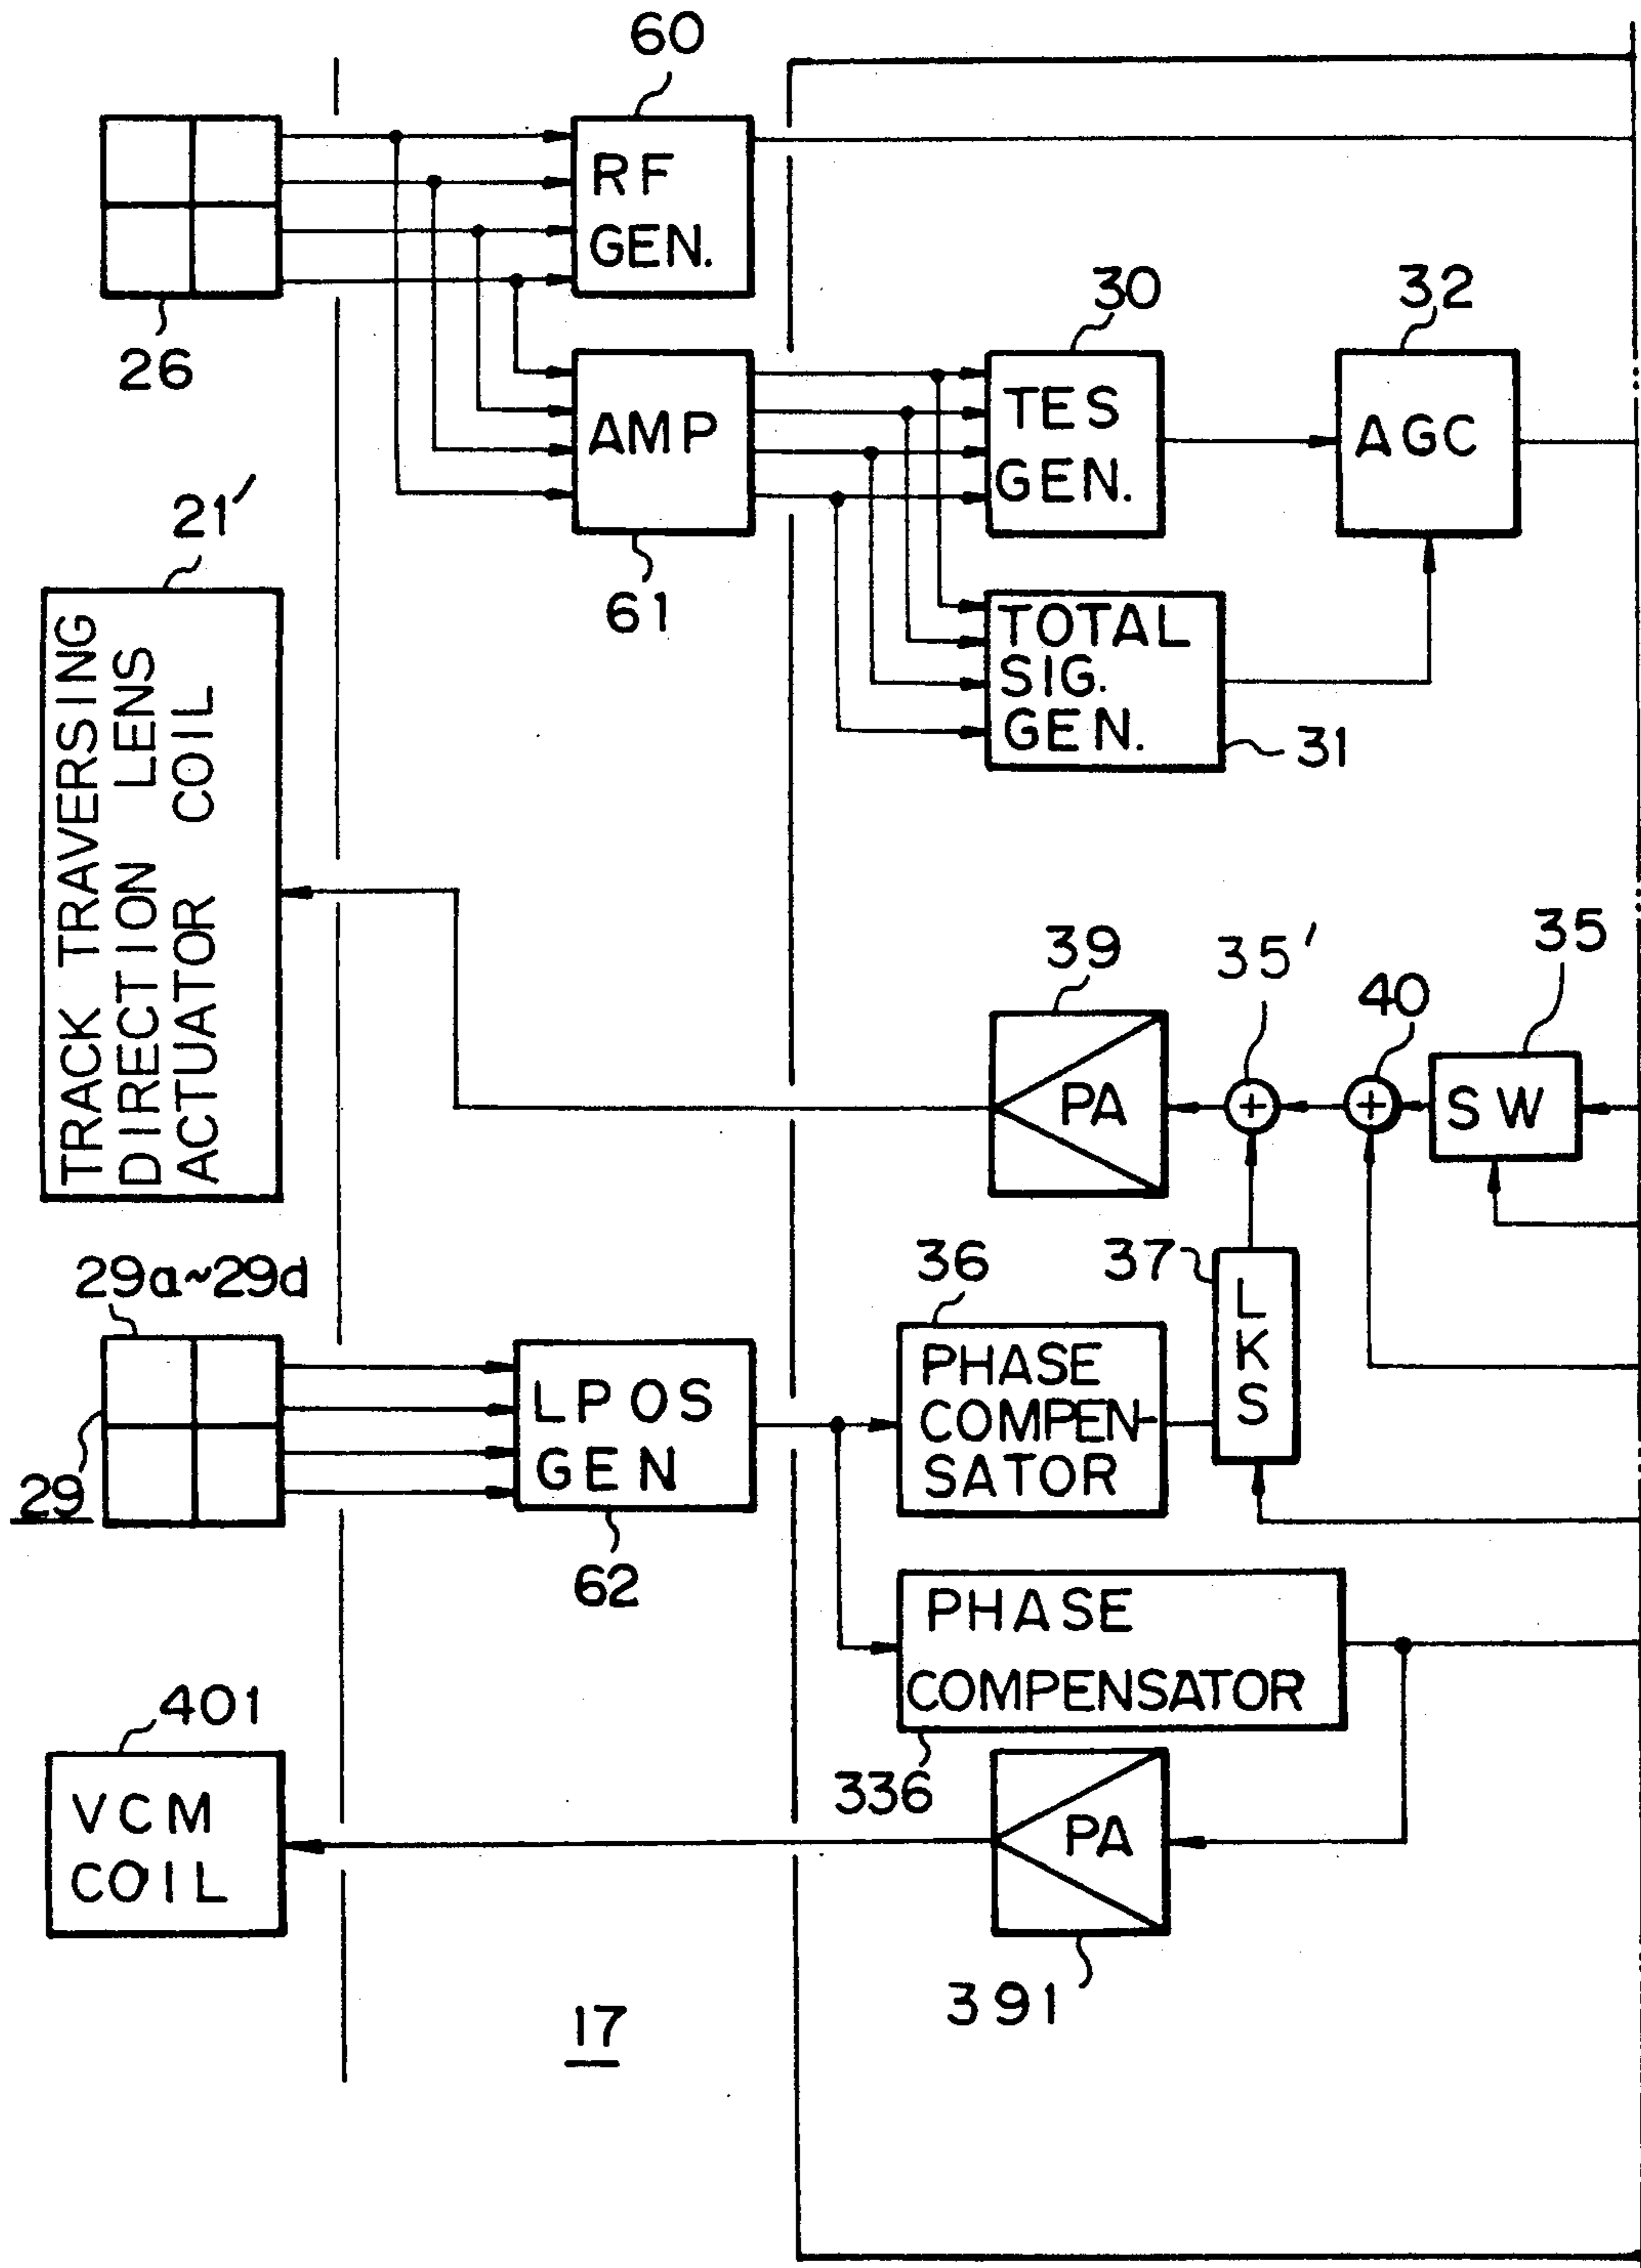 60
RF
GEN.
26
30
32
TES
GEN.
AGC
AMP
61
TOTAL
SIG.
GEN.
31
21'
TRACK TRAVERSING
DIRECTION LENS
ACTUATOR COIL
39
35'
40
35
PA
+
+
SW
29a~29d
29
LPOS
GEN
62
36
PHASE
COMPEN-
SATOR
37
LKS
PHASE
COMPENSATOR
336
401
VCM
COIL
PA
391
17